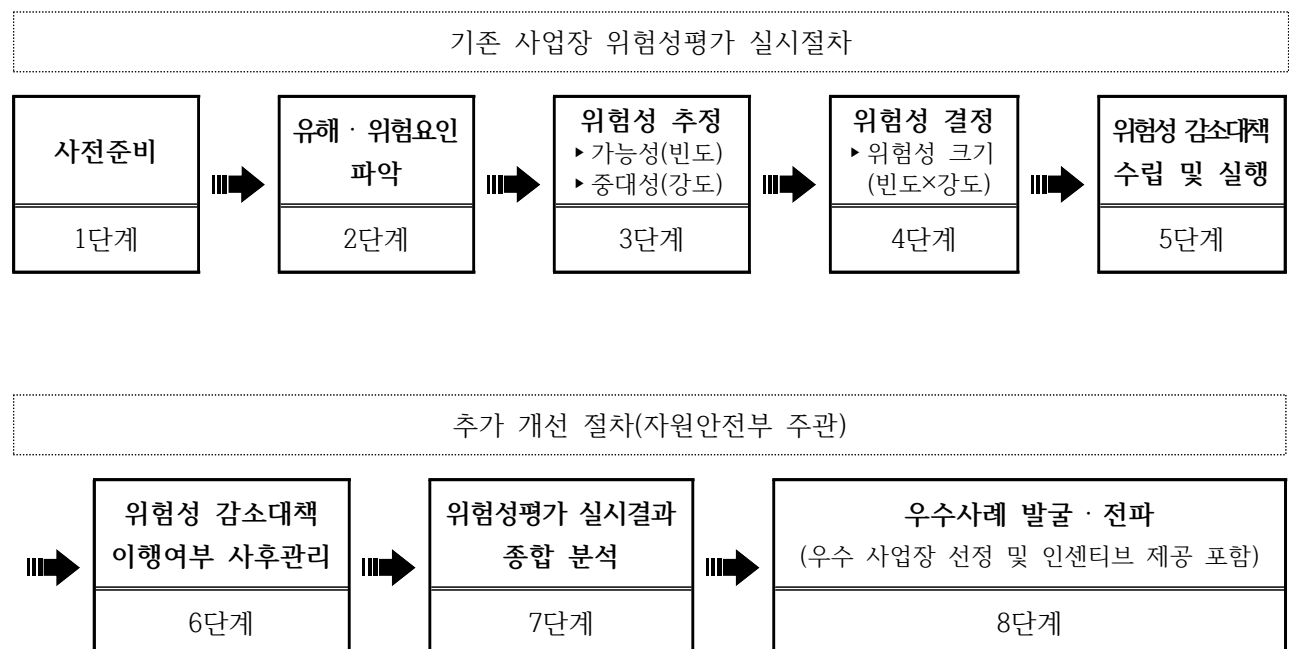 기존 사업장 위험성평가 실시절차
사전준비
1단계
유해 · 위험요인
파악
2단계
위험성 추정
▸가능성(빈도)
▸중대성(강도)
3단계
위험성 결정
▸위험성 크기
(빈도×강도)
4단계
위험성 감소대책
수립 및 실행
5단계
추가 개선 절차(자원안전부 주관)
위험성 감소대책
이행여부 사후관리
6단계
위험성평가 실시결과
종합 분석
7단계
우수사례 발굴 · 전파
(우수 사업장 선정 및 인센티브 제공 포함)
8단계